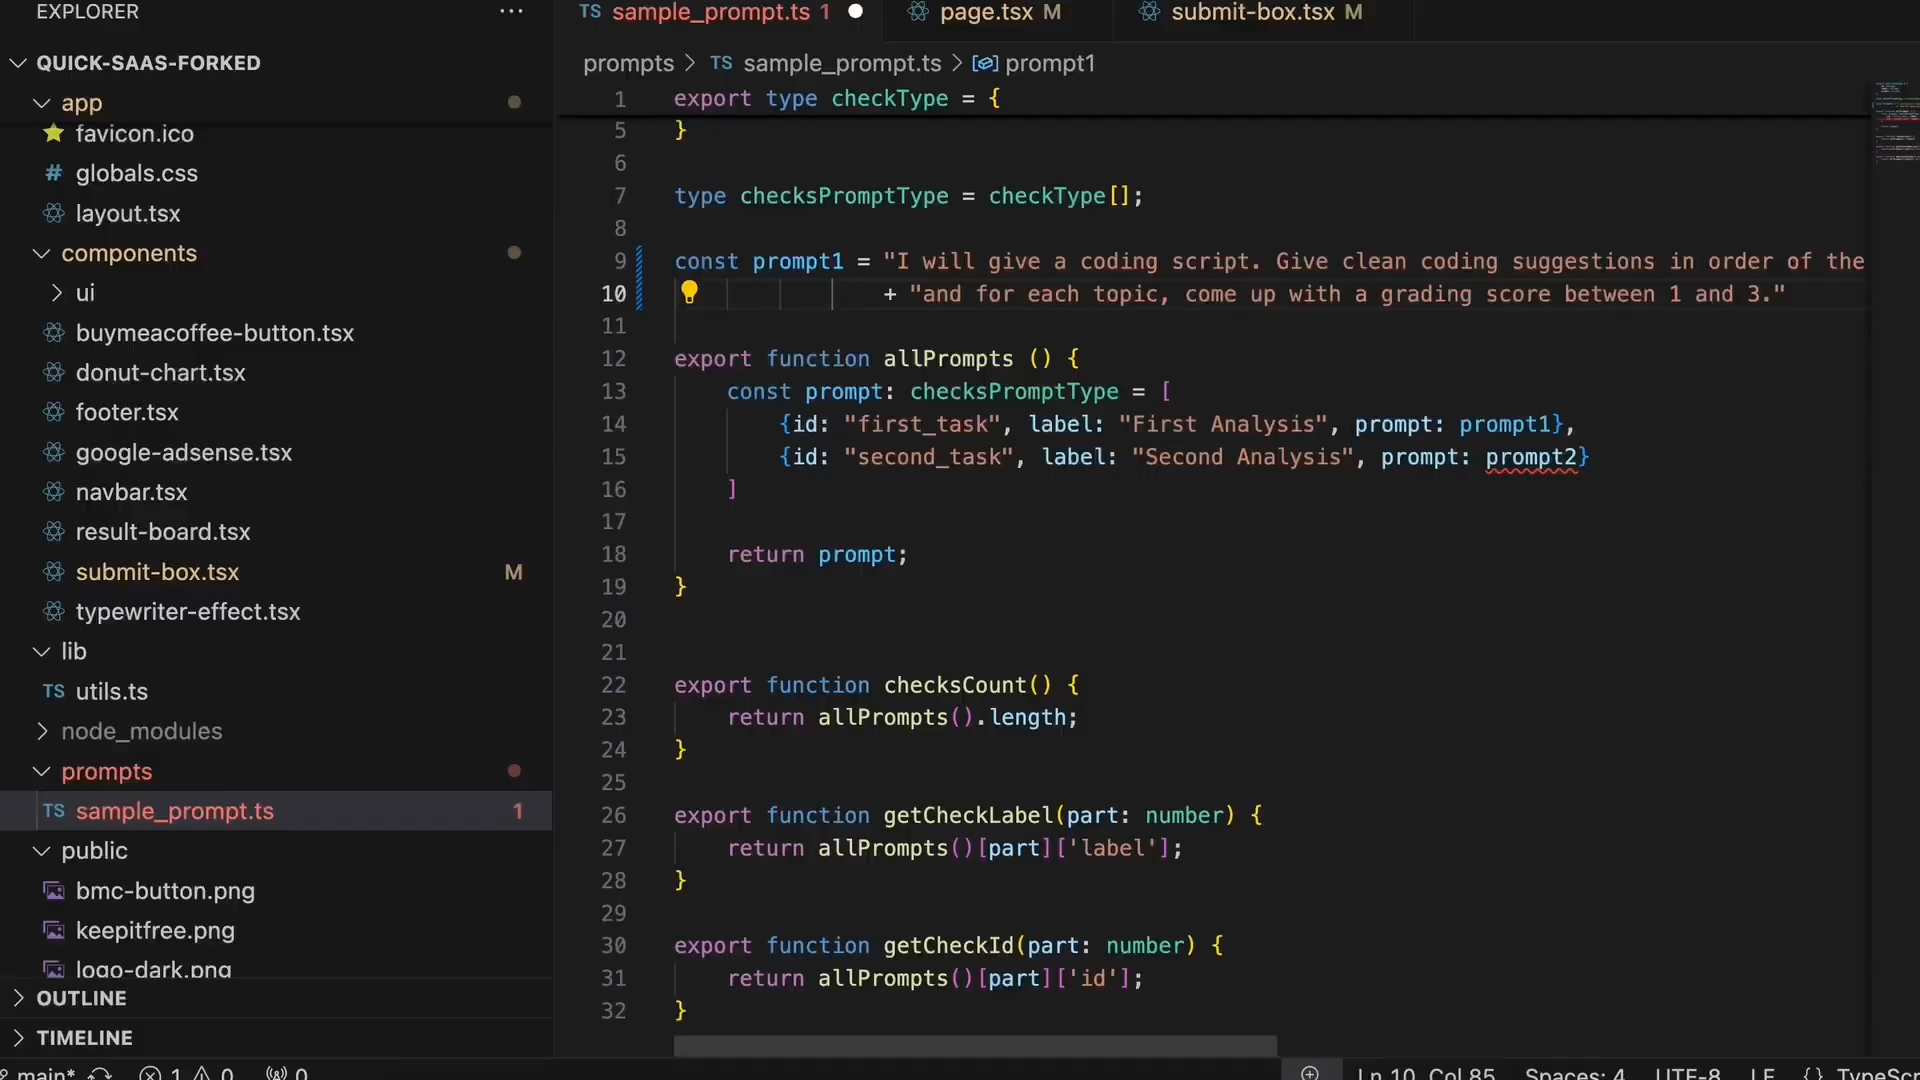 EXPLORER
QUICK-SAAS-FORKED
app
favicon.ico
# globals.css
layout.tsx
components
ui
buymeacoffee-button.tsx
donut-chart.tsx
footer.tsx
google-adsense.tsx
navbar.tsx
result-board.tsx
submit-box.tsx M
typewriter-effect.tsx
lib
TS utils.ts
node_modules
prompts
TS sample_prompt.ts 1
public
bmc-button.png
keepitfree.png
logo-dark.png
OUTLINE
TIMELINE
TS sample_prompt.ts 1 page.tsx M submit-box.tsx M
prompts > TS sample_prompt.ts > prompt1
1 export type checkType = {
5 }
6
7 type checksPromptType = checkType[];
8
9 const prompt1 = "I will give a coding script. Give clean coding suggestions in order of the
10 + "and for each topic, come up with a grading score between 1 and 3."
11
12 export function allPrompts () {
13 const prompt: checksPromptType = [
14 {id: "first_task", label: "First Analysis", prompt: prompt1},
15 {id: "second_task", label: "Second Analysis", prompt: prompt2}
16 ]
17
18 return prompt;
19 }
20
21
22 export function checksCount() {
23 return allPrompts().length;
24 }
25
26 export function getCheckLabel(part: number) {
27 return allPrompts()[part]['label'];
28 }
29
30 export function getCheckId(part: number) {
31 return allPrompts()[part]['id'];
32 }
main* 1 0 0 Ln 10, Col 85 Spaces: 4 UTF-8 LF {} TypeScr